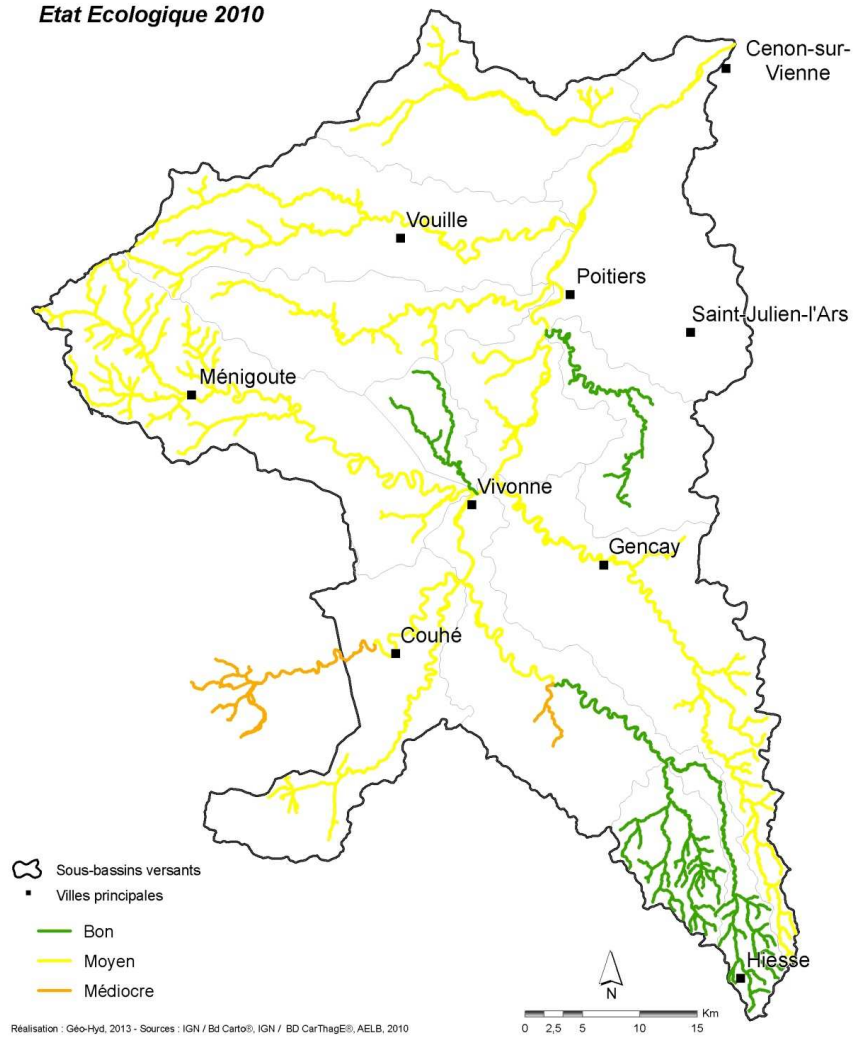 Etat Ecologique 2010
Cenon-sur-
Vienne
Vouille
Poitiers
Saint-Julien-l'Ars
Ménigoute
Vivonne
Gencay
Couhé
Hiesse
Sous-bassins versants
Villes principales
Bon
Moyen
Médiocre
N
Km
0 2,5 5 10 15
Réalisation : Géo-Hyd, 2013 - Sources : IGN / Bd Carto®, IGN / BD CarThagE®, AELB, 2010